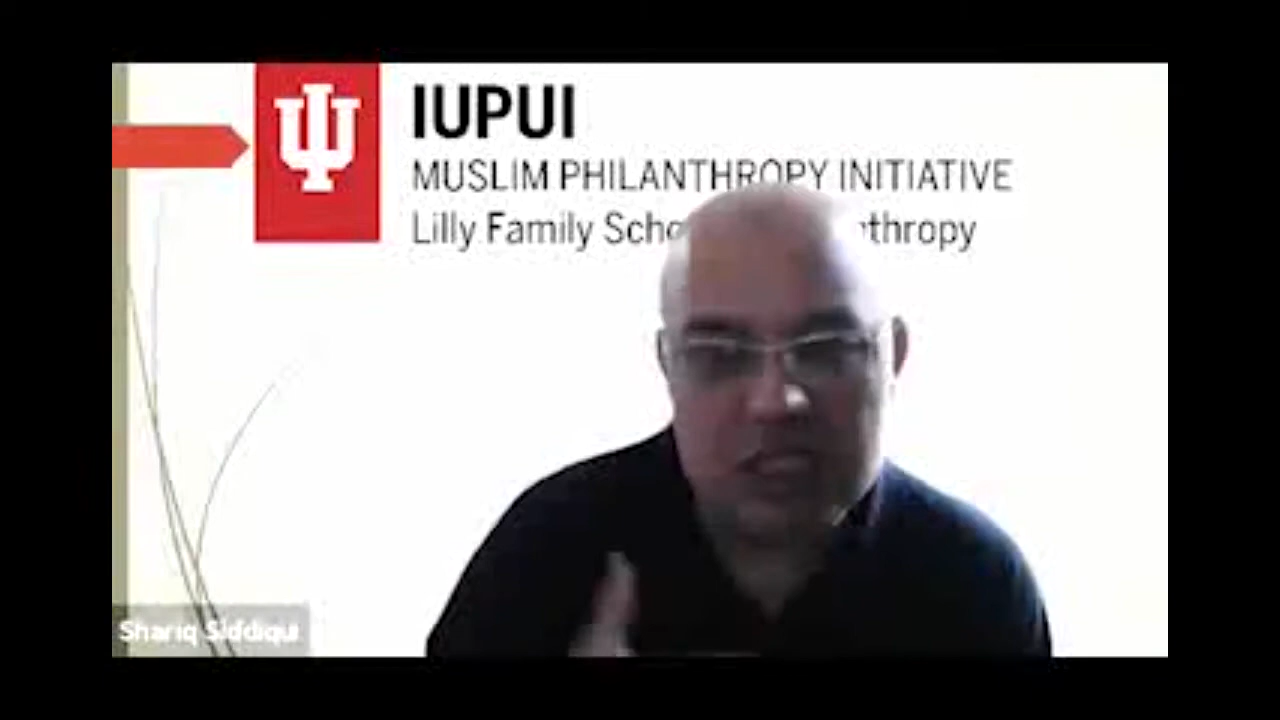 IUPUI
MUSLIM PHILANTHROPY INITIATIVE
Lilly Family
Shariq Siddiqui